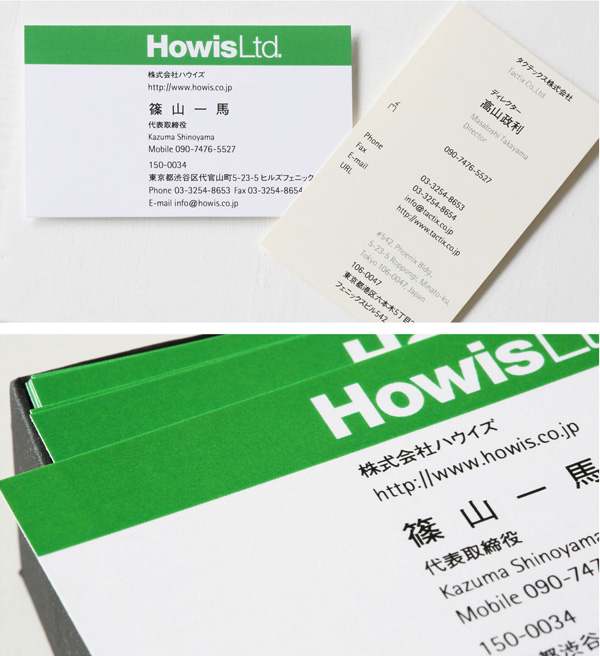 HowisLtd.
株式会社ハウイズ
http://www.howis.co.jp
篠山一馬
代表取締役
Kazuma Shinoyama
Mobile 090-7476-5527
150-0034
東京都渋谷区代官山町5-23-5 ヒルズフェニック
Phone 03-3254-8653 Fax 03-3254-8654
E-mail info@howis.co.jp
タクテックス株式会社
Tactix Co.,Ltd.
ディレクター
高山政利
Masatoshi Takayama
Director
090-7476-5527
Phone 03-3254-8653
Fax 03-3254-8654
E-mail info@tactix.co.jp
URL http://www.tactix.co.jp
#542, Phoenix Bldg.,
5-23-5 Roppongi, Minato-ku,
Tokyo 106-0047 Japan
106-0047
東京都港区六本木5丁目
フェニックスビル542
HowisLt
株式会社ハウイズ
http://www.howis.co.jp
篠山一馬
代表取締役
Kazuma Shinoyama
Mobile 090-747
150-0034
東京都渋谷